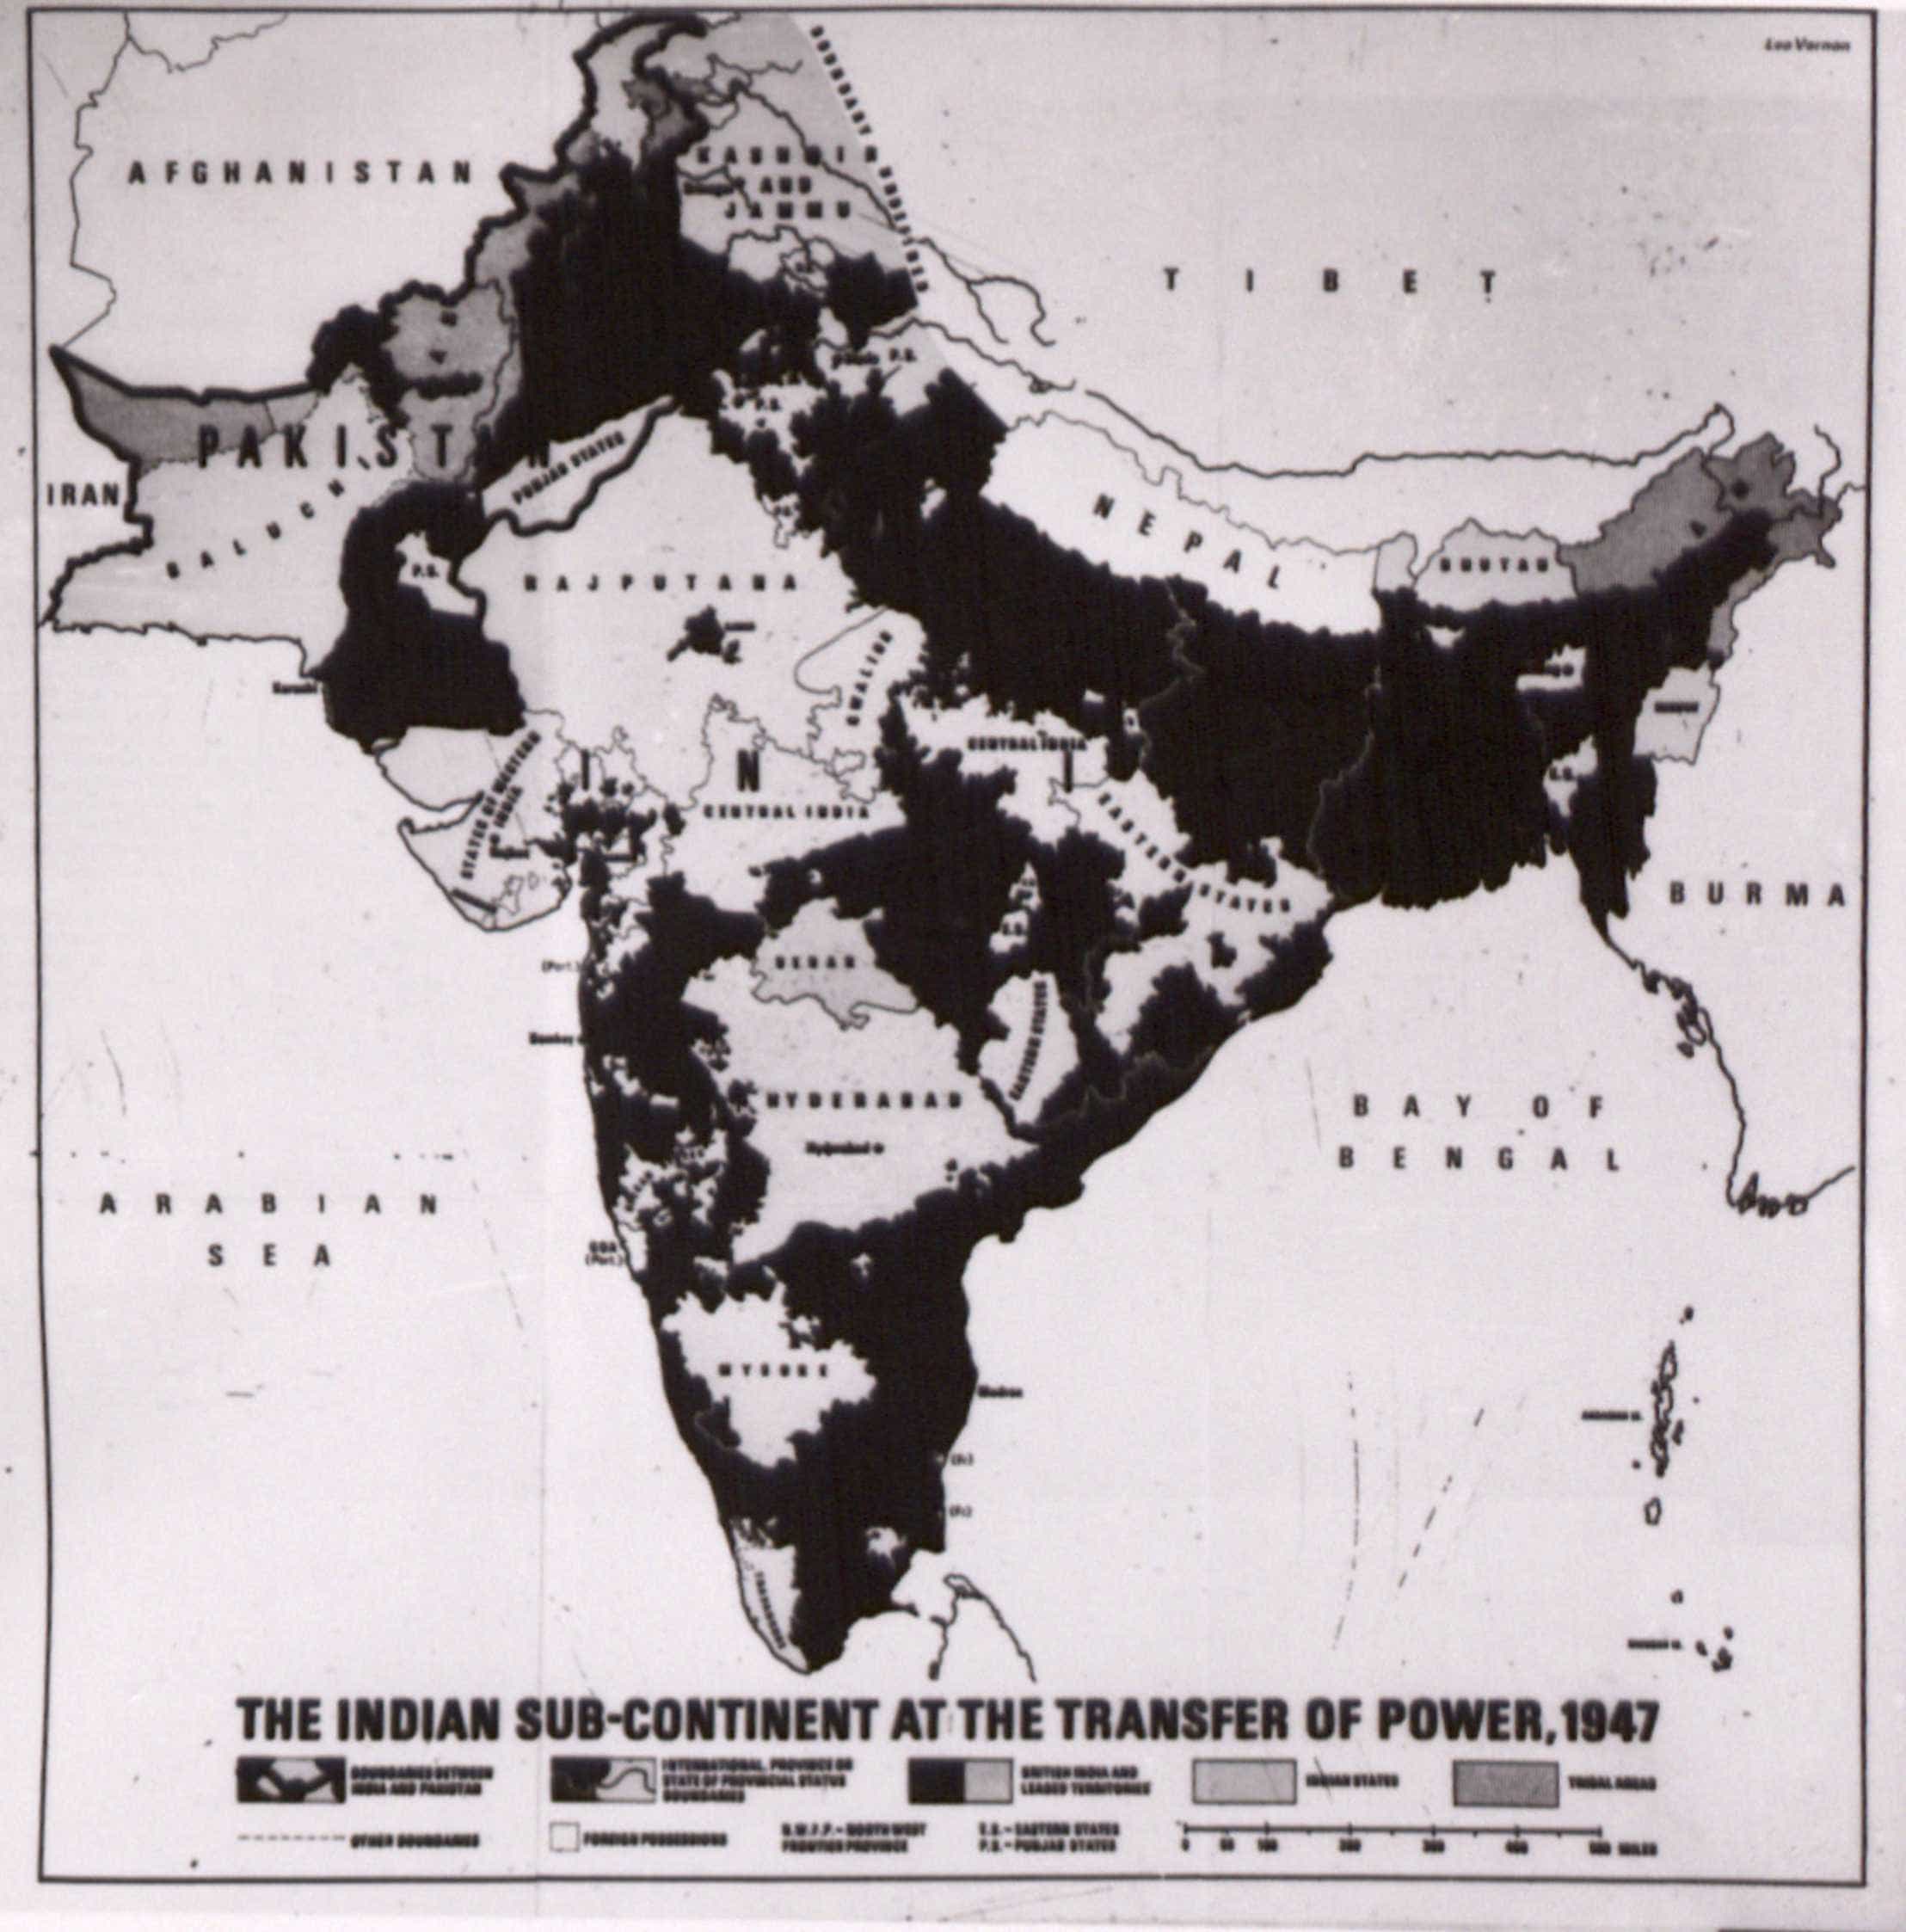 Leo Vernon
BOUNDARY UNDEFINED
AFGHANISTAN
KASHMIR
AND
JAMMU
TIBET
P.S.
P.S.
PAKISTAN
PUNJAB STATES
IRAN
BALUCH
NEPAL
BHUTAN
P.S.
RAJPUTANA
GWALIOR
Karachi
CENTRAL INDIA
I N I
STATES OF WESTERN
INDIA
CENTRAL INDIA
E.S.
EASTERN STATES
BURMA
E.S.
BERAR
(Port.)
EASTERN STATES
Bombay
HYDERABAD
Hyderabad
BAY OF
BENGAL
ARABIAN
SEA
GOA
(Port.)
MYSORE
Madras
(Fr.)
(Fr.)
TRAVANCORE
THE INDIAN SUB-CONTINENT AT THE TRANSFER OF POWER, 1947
BOUNDARIES BETWEEN
INDIA AND PAKISTAN
INTERNATIONAL, PROVINCE OR
STATE OF PROVINCIAL STATUS
BOUNDARIES
BRITISH INDIA AND
LEASED TERRITORIES
INDIAN STATES
TRIBAL AREAS
OTHER BOUNDARIES
FOREIGN POSSESSIONS
N.W.F.P. - NORTH WEST
FRONTIER PROVINCE
E.S. - EASTERN STATES
P.S. - PUNJAB STATES
0 50 100 200 300 400 500 MILES